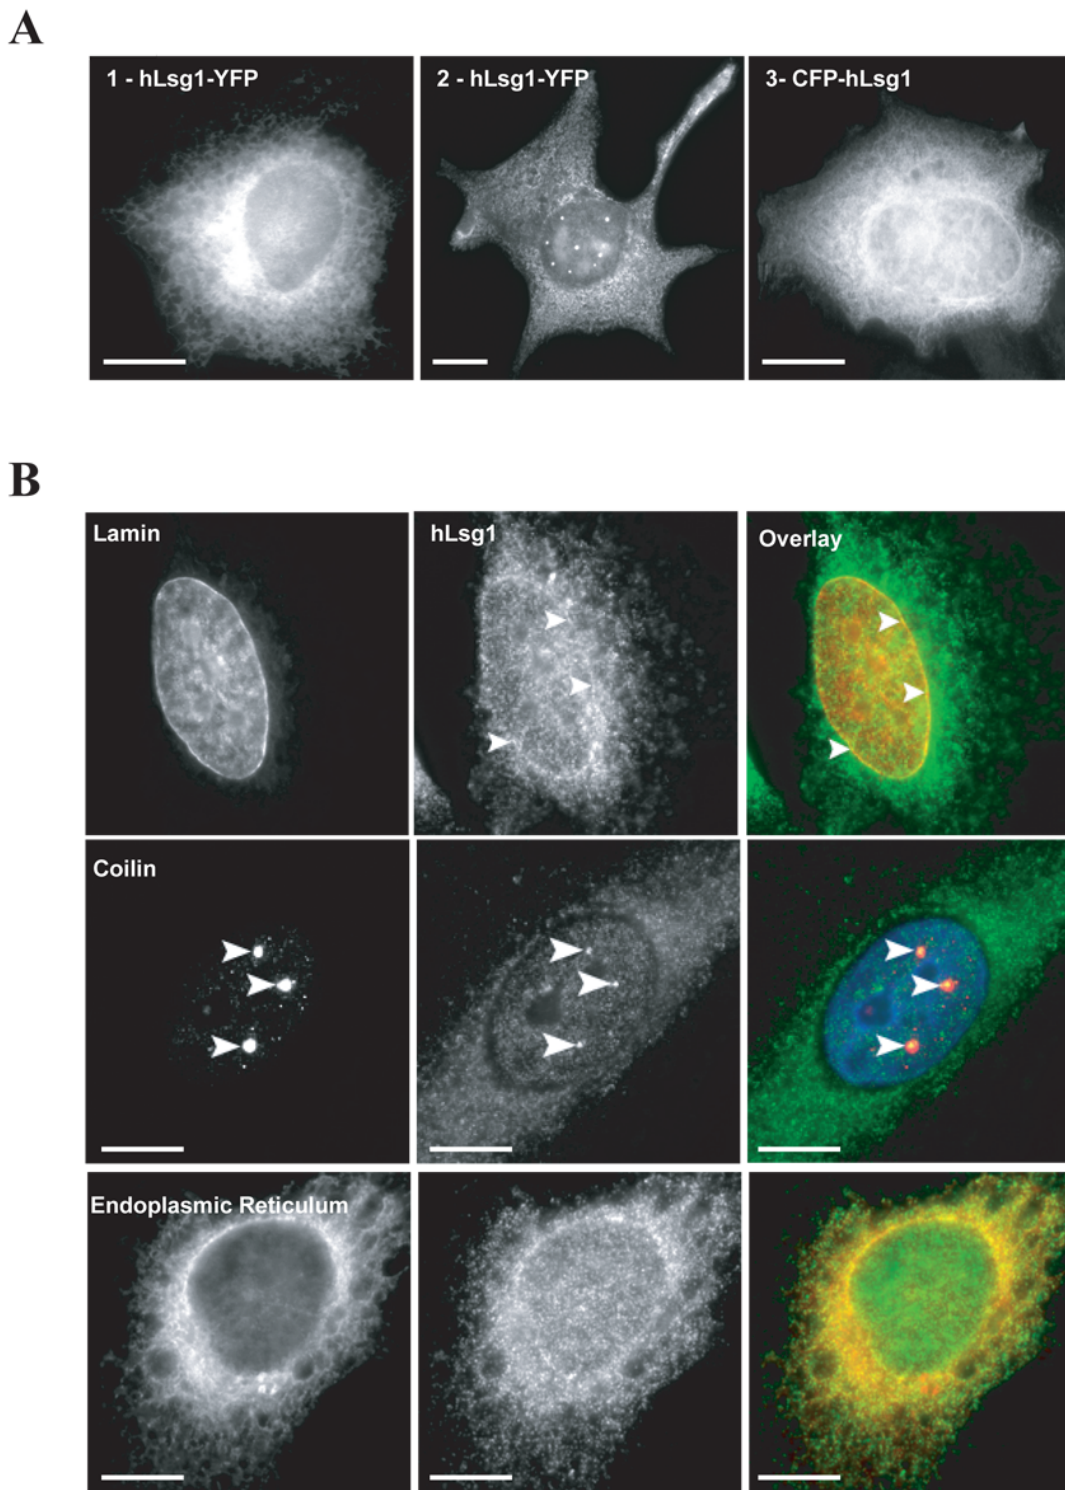 A
1 - hLsg1-YFP
2 - hLsg1-YFP
3- CFP-hLsg1
B
Lamin
hLsg1
Overlay
Coilin
Endoplasmic Reticulum